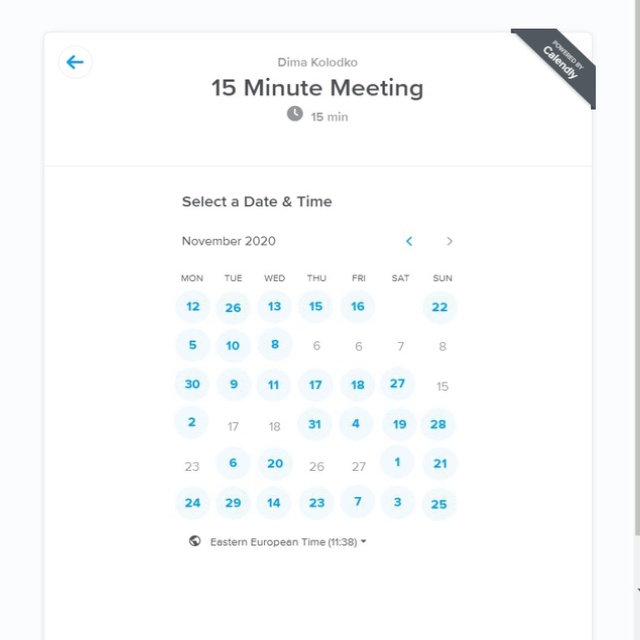 POWERED BY
Calendly
Dima Kolodko
15 Minute Meeting
15 min
Select a Date & Time
November 2020
MON TUE WED THU FRI SAT SUN
12 26 13 15 16 22
5 10 8 6 6 7 8
30 9 11 17 18 27 15
2 17 18 31 4 19 28
23 6 20 26 27 1 21
24 29 14 23 7 3 25
Eastern European Time (11:38)